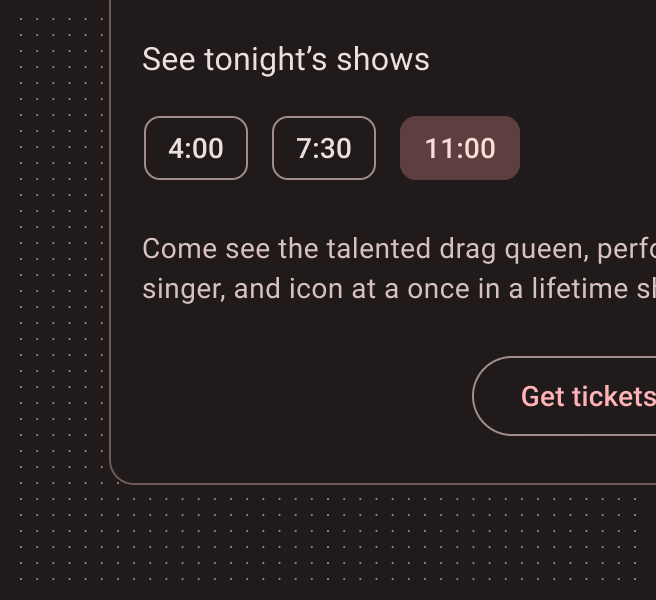 See tonight’s shows
4:00 7:30 11:00
Come see the talented drag queen,
singer, and icon at a once in a lifetime
Get tickets